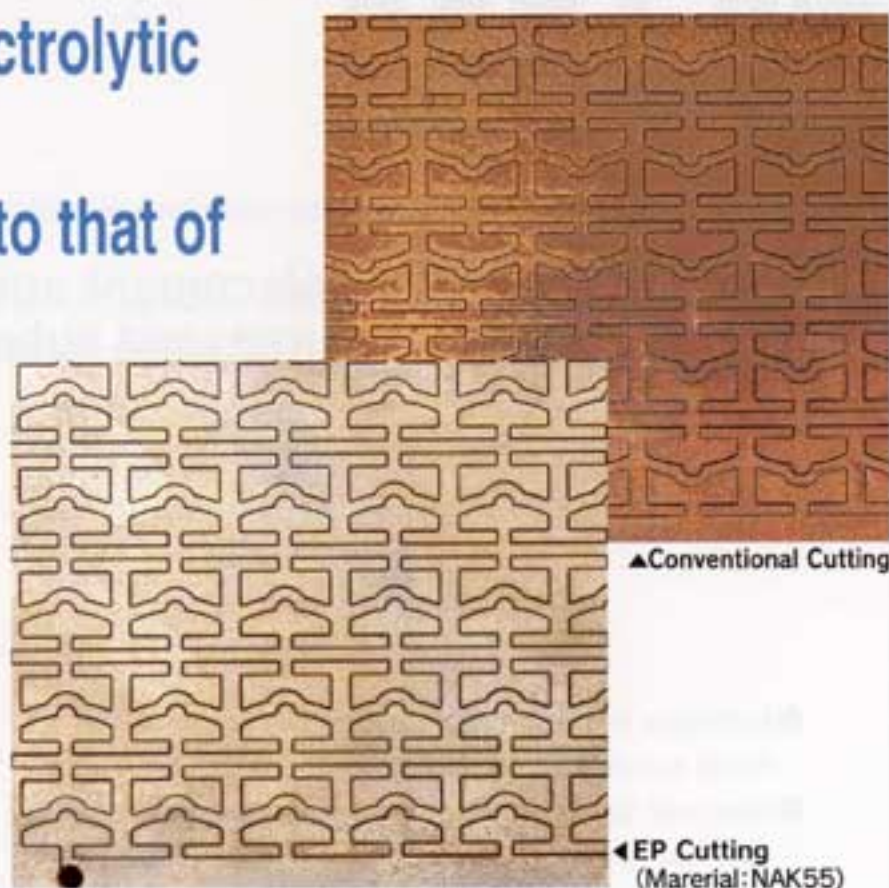 ctrolytic
to that of
▲Conventional Cutting
◀EP Cutting
(Marerial:NAK55)